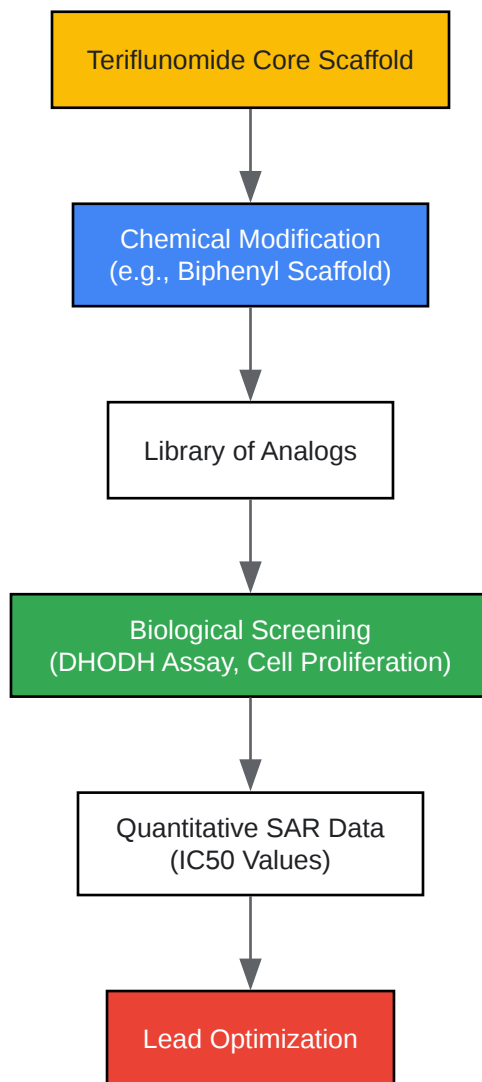 Teriflunomide Core Scaffold
Chemical Modification
(e.g., Biphenyl Scaffold)
Library of Analogs
Biological Screening
(DHODH Assay, Cell Proliferation)
Quantitative SAR Data
(IC50 Values)
Lead Optimization